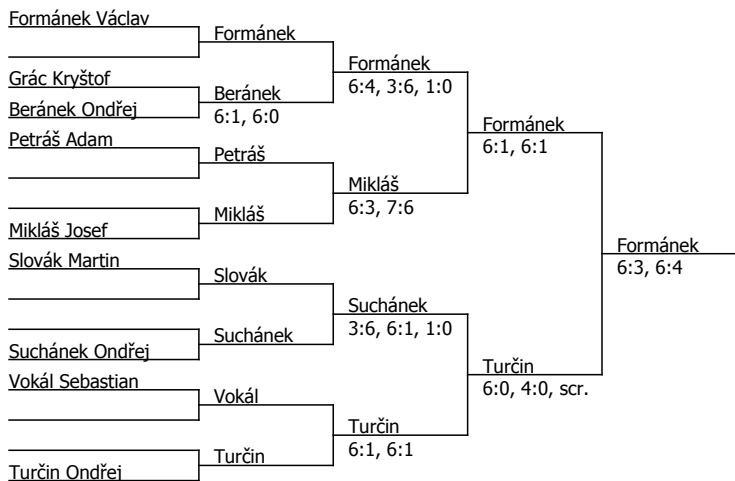 Formánek Václav
Formánek
Formánek
6:4, 3:6, 1:0
Grác Kryštof
Beránek
6:1, 6:0
Beránek Ondřej
Formánek
6:1, 6:1
Petráš Adam
Petráš
Mikláš
6:3, 7:6
Mikláš
Mikláš Josef
Formánek
6:3, 6:4
Slovák Martin
Slovák
Suchánek
3:6, 6:1, 1:0
Suchánek
Suchánek Ondřej
Turčin
6:0, 4:0, scr.
Vokál Sebastian
Vokál
Turčin
6:1, 6:1
Turčin
Turčin Ondřej